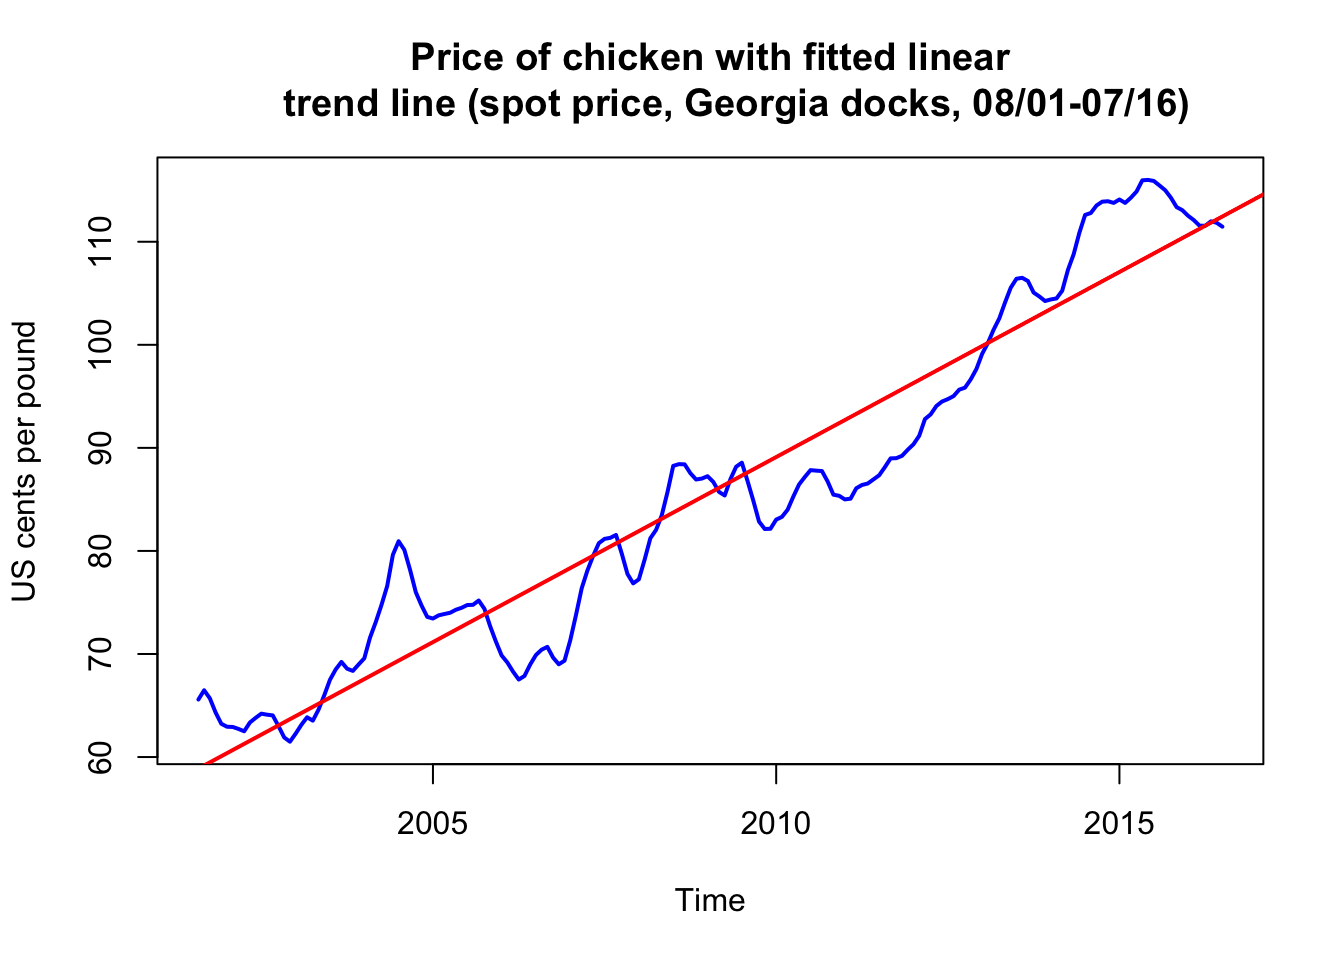 Price of chicken with fitted linear
trend line (spot price, Georgia docks, 08/01-07/16)
US cents per pound
110
100
90
80
70
60
2005 2010 2015
Time